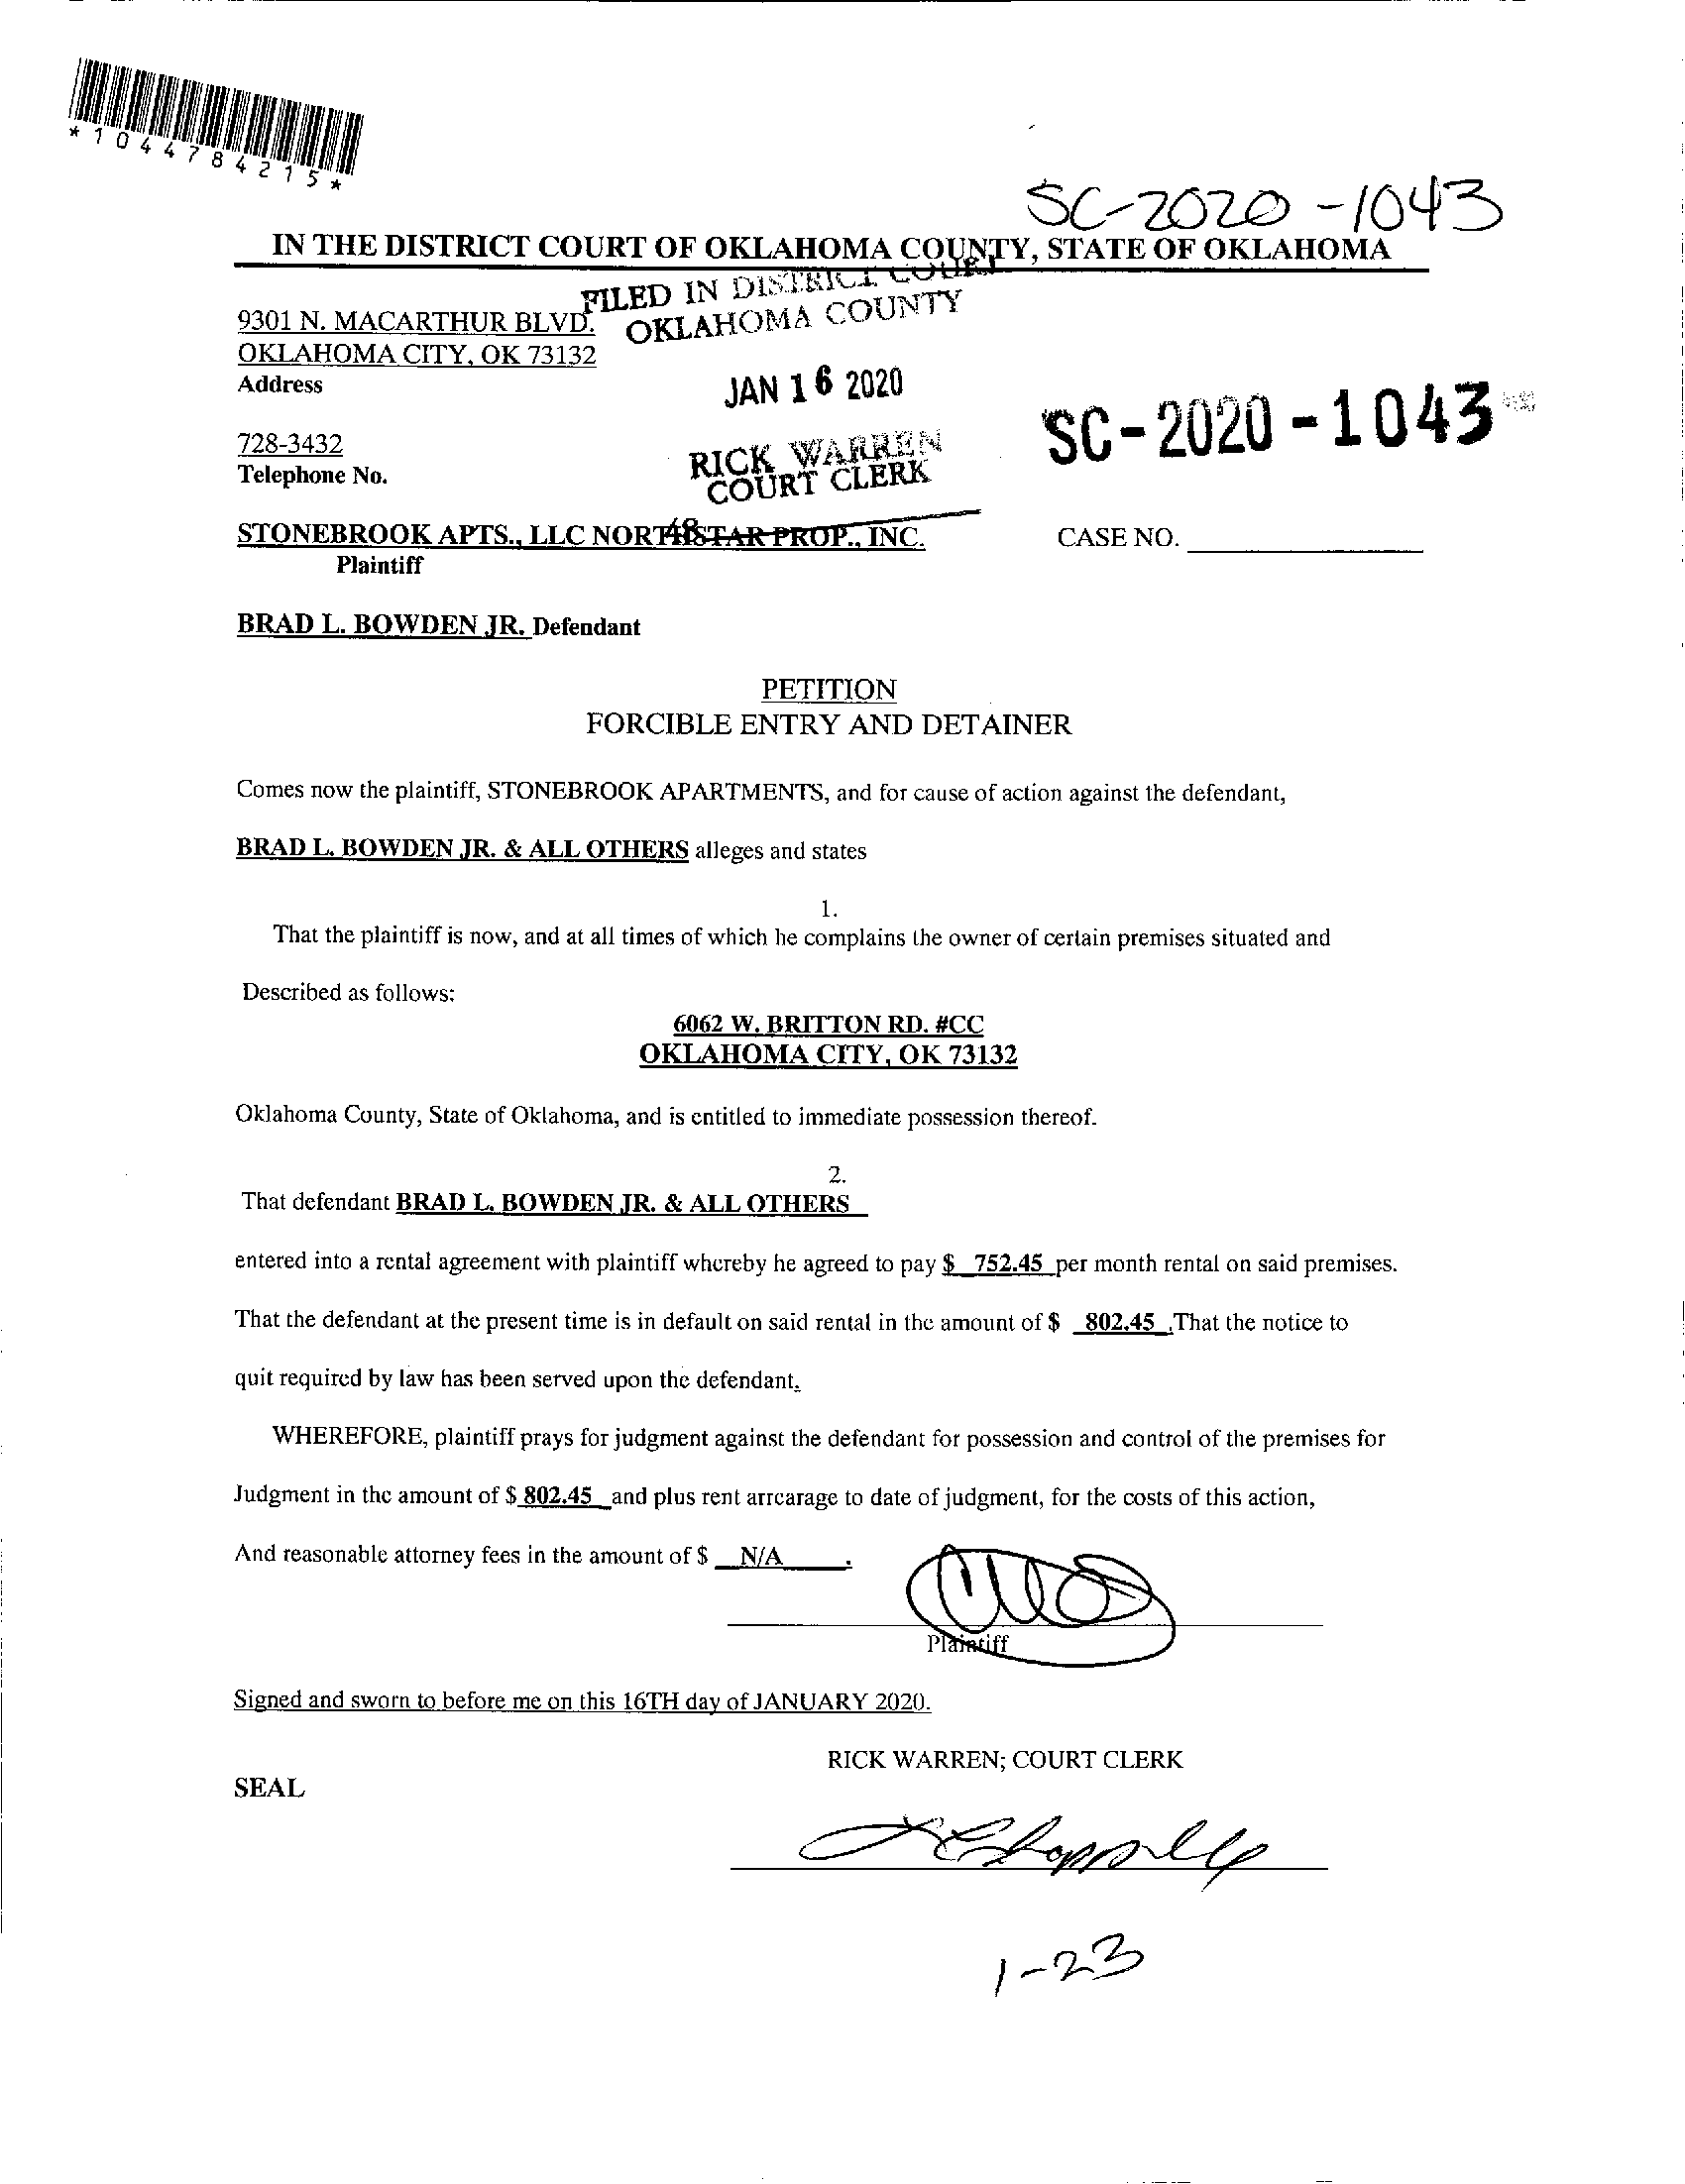 *1044784215*
SC-2020-1043
IN THE DISTRICT COURT OF OKLAHOMA COUNTY, STATE OF OKLAHOMA
FILED IN DISTRICT COURT
OKLAHOMA COUNTY
9301 N. MACARTHUR BLVD.
OKLAHOMA CITY, OK 73132
Address
JAN 16 2020
SC-2020-1043
728-3432
Telephone No.
RICK WARREN
COURT CLERK
48
STONEBROOK APTS., LLC NORTHSTAR PROP., INC.
CASE NO.
Plaintiff
BRAD L. BOWDEN JR. Defendant
PETITION
FORCIBLE ENTRY AND DETAINER
Comes now the plaintiff, STONEBROOK APARTMENTS, and for cause of action against the defendant,
BRAD L. BOWDEN JR. & ALL OTHERS alleges and states
1.
That the plaintiff is now, and at all times of which he complains the owner of certain premises situated and
Described as follows:
6062 W. BRITTON RD. #CC
OKLAHOMA CITY, OK 73132
Oklahoma County, State of Oklahoma, and is entitled to immediate possession thereof.
2.
That defendant BRAD L. BOWDEN JR. & ALL OTHERS
entered into a rental agreement with plaintiff whereby he agreed to pay $ 752.45 per month rental on said premises.
That the defendant at the present time is in default on said rental in the amount of $ 802.45 .That the notice to
quit required by law has been served upon the defendant.
WHEREFORE, plaintiff prays for judgment against the defendant for possession and control of the premises for
Judgment in the amount of $ 802.45 and plus rent arrearage to date of judgment, for the costs of this action,
And reasonable attorney fees in the amount of $ N/A .
Plaintiff
Signed and sworn to before me on this 16TH day of JANUARY 2020.
RICK WARREN; COURT CLERK
SEAL
1-23